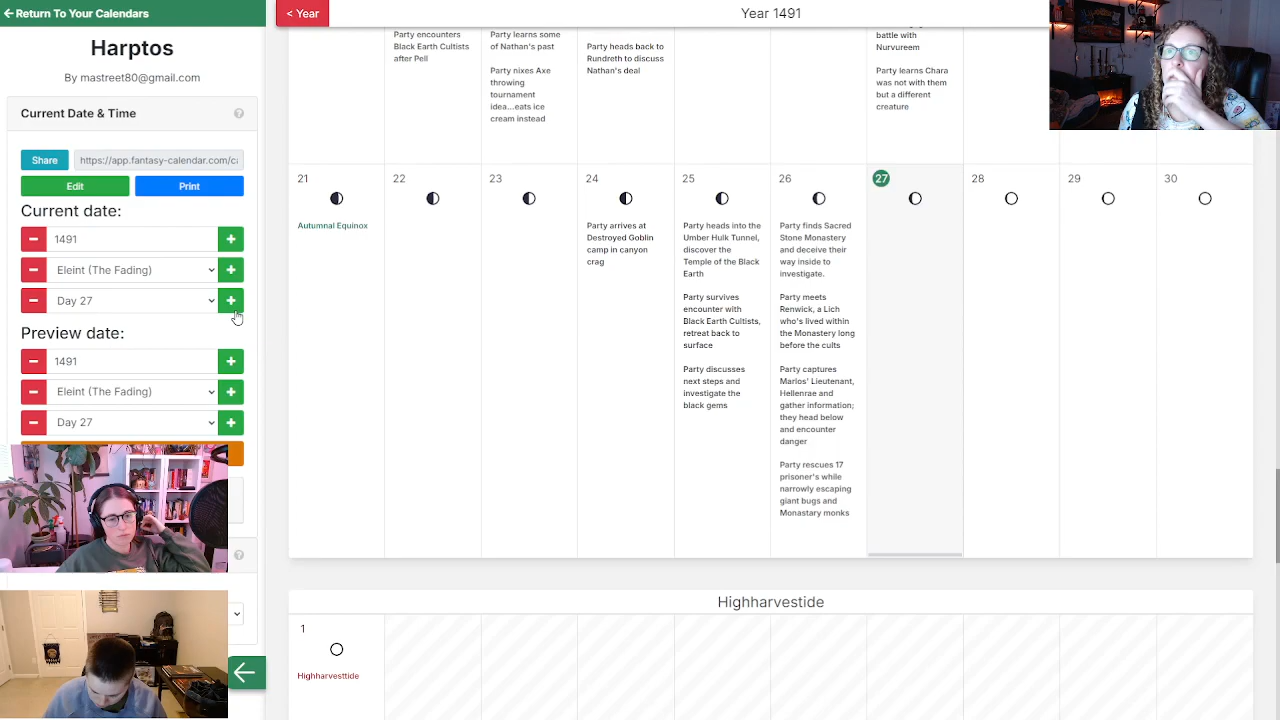 Return To Your Calendars
Harptos
By mastreet80@gmail.com
Current Date & Time
?
Share
https://app.fantasy-calendar.com/ca
Edit
Print
Current date:
1491
Eleint (The Fading)
Day 27
Preview date:
1491
Eleint (The Fading)
Day 27
?
< Year
Year 1491
Party encounters
Black Earth Cultists
after Pell
Party learns some
of Nathan's past
Party nixes Axe
throwing
tournament
idea...eats ice
cream instead
Party heads back to
Rundreth to discuss
Nathan's deal
battle with
Nurvureem
Party learns Chara
was not with them
but a different
creature
21
Autumnal Equinox
22
23
24
Party arrives at
Destroyed Goblin
camp in canyon
crag
25
Party heads into the
Umber Hulk Tunnel,
discover the
Temple of the Black
Earth
Party survives
encounter with
Black Earth Cultists,
retreat back to
surface
Party discusses
next steps and
investigate the
black gems
26
Party finds Sacred
Stone Monastery
and deceive their
way inside to
investigate.
Party meets
Renwick, a Lich
who's lived within
the Monastery long
before the cults
Party captures
Marlos' Lieutenant,
Hellenrae and
gather information;
they head below
and encounter
danger
Party rescues 17
prisoner's while
narrowly escaping
giant bugs and
Monastary monks
27
28
29
30
Highharvestide
1
Highharvesttide